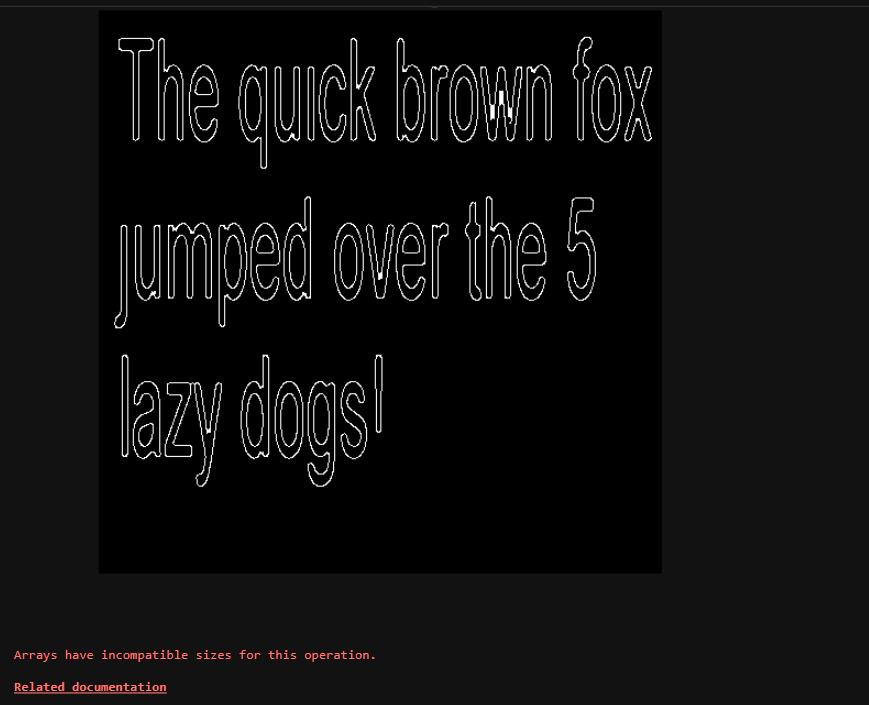 The quick brown fox
jumped over the 5
lazy dogs!
Arrays have incompatible sizes for this operation.
Related documentation